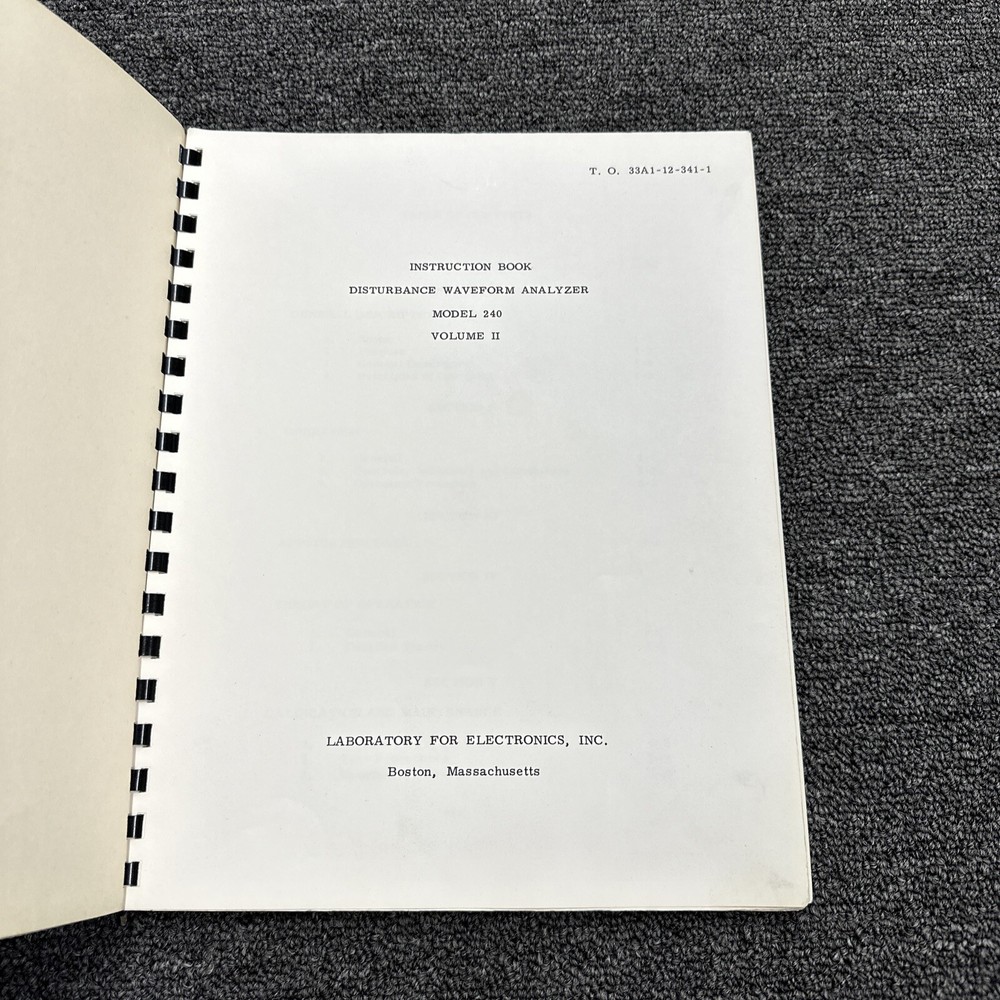 T. O. 33A1-12-341-1
INSTRUCTION BOOK
DISTURBANCE WAVEFORM ANALYZER
MODEL 240
VOLUME II
LABORATORY FOR ELECTRONICS, INC.
Boston, Massachusetts